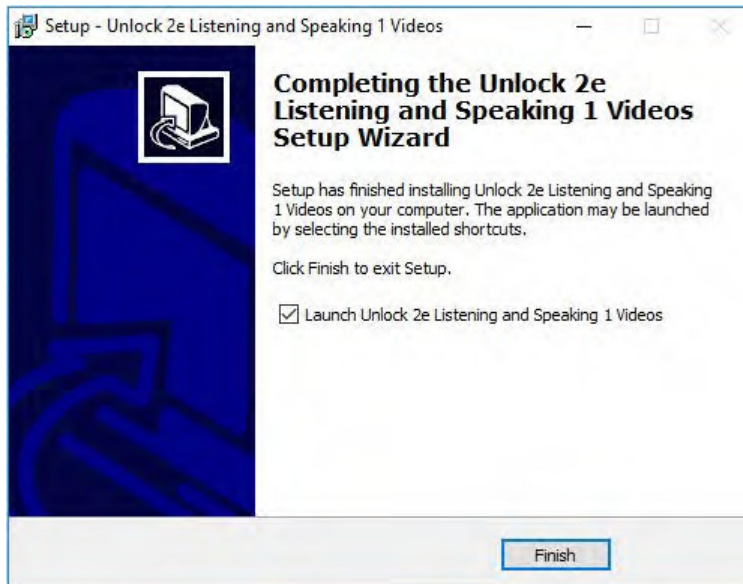 Setup - Unlock 2e Listening and Speaking 1 Videos
Completing the Unlock 2e
Listening and Speaking 1 Videos
Setup Wizard
Setup has finished installing Unlock 2e Listening and Speaking
1 Videos on your computer. The application may be launched
by selecting the installed shortcuts.
Click Finish to exit Setup.
Launch Unlock 2e Listening and Speaking 1 Videos
Finish